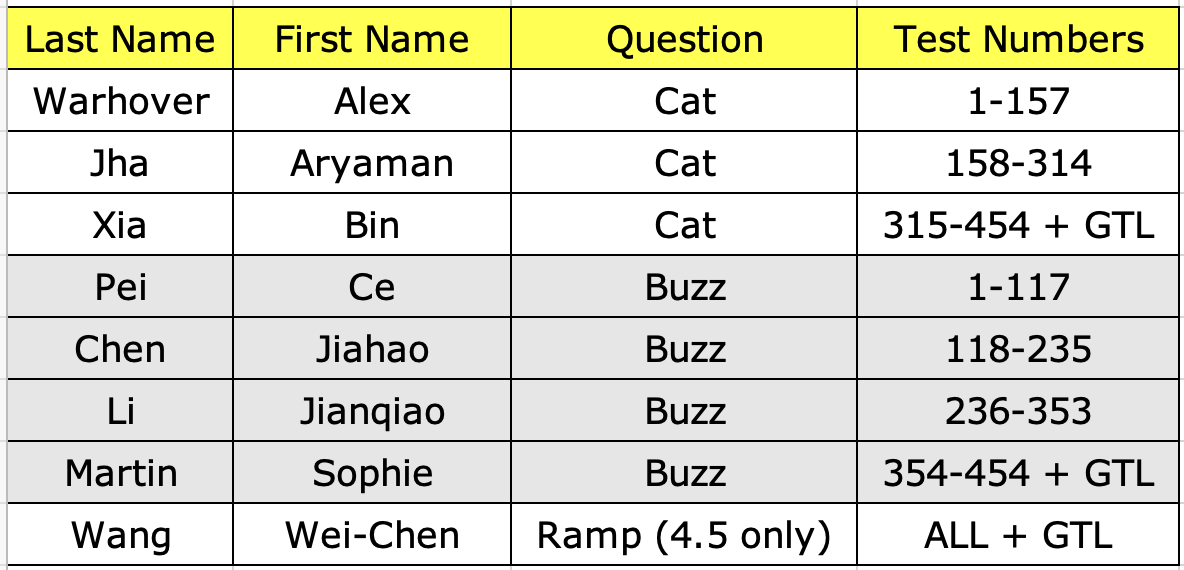 Last Name First Name Question Test Numbers
Warhover Alex Cat 1-157
Jha Aryaman Cat 158-314
Xia Bin Cat 315-454 + GTL
Pei Ce Buzz 1-117
Chen Jiahao Buzz 118-235
Li Jianqiao Buzz 236-353
Martin Sophie Buzz 354-454 + GTL
Wang Wei-Chen Ramp (4.5 only) ALL + GTL